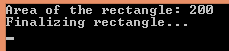 Area of the rectangle: 200
Finalizing rectangle...